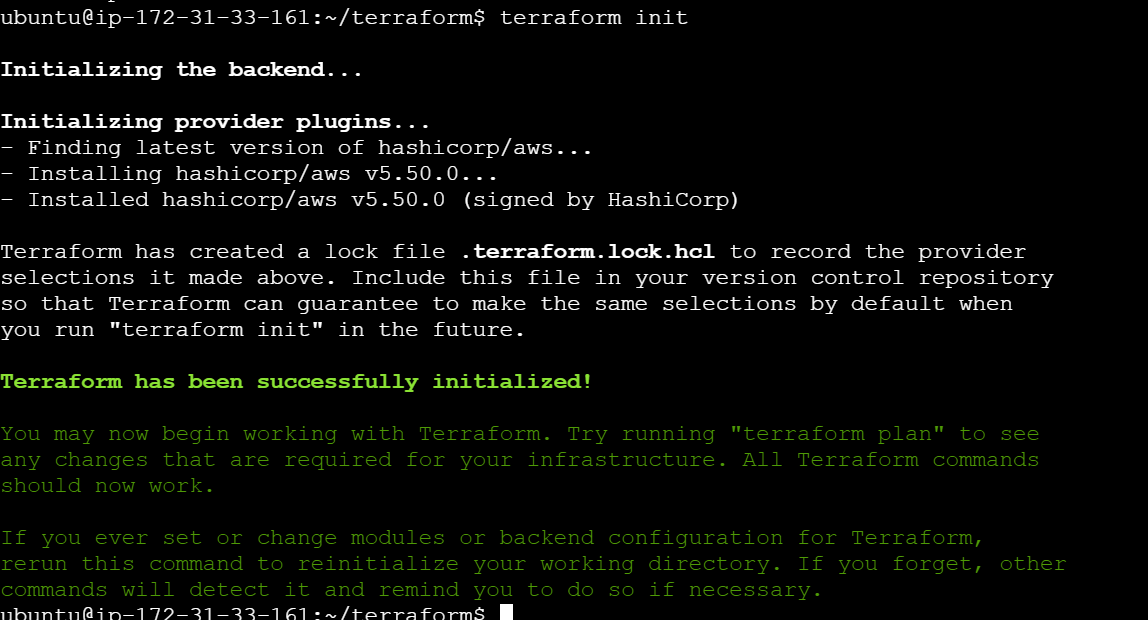 ubuntu@ip-172-31-33-161:~/terraform$ terraform init
Initializing the backend...
Initializing provider plugins...
- Finding latest version of hashicorp/aws...
- Installing hashicorp/aws v5.50.0...
- Installed hashicorp/aws v5.50.0 (signed by HashiCorp)
Terraform has created a lock file .terraform.lock.hcl to record the provider
selections it made above. Include this file in your version control repository
so that Terraform can guarantee to make the same selections by default when
you run "terraform init" in the future.
Terraform has been successfully initialized!
You may now begin working with Terraform. Try running "terraform plan" to see
any changes that are required for your infrastructure. All Terraform commands
should now work.
If you ever set or change modules or backend configuration for Terraform,
rerun this command to reinitialize your working directory. If you forget, other
commands will detect it and remind you to do so if necessary.
ubuntu@ip-172-31-33-161:~/terraform$